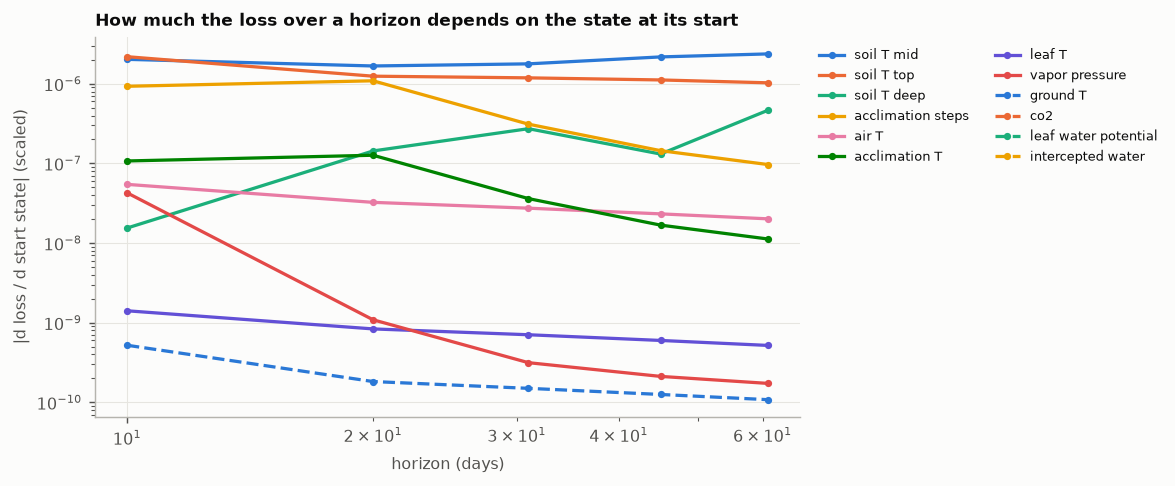 How much the loss over a horizon depends on the state at its start
|d loss / d start state| (scaled)
10⁻⁶
10⁻⁷
10⁻⁸
10⁻⁹
10⁻¹⁰
10¹
2 × 10¹
3 × 10¹
4 × 10¹
6 × 10¹
horizon (days)
soil T mid
soil T top
soil T deep
acclimation steps
air T
acclimation T
leaf T
vapor pressure
ground T
co2
leaf water potential
intercepted water